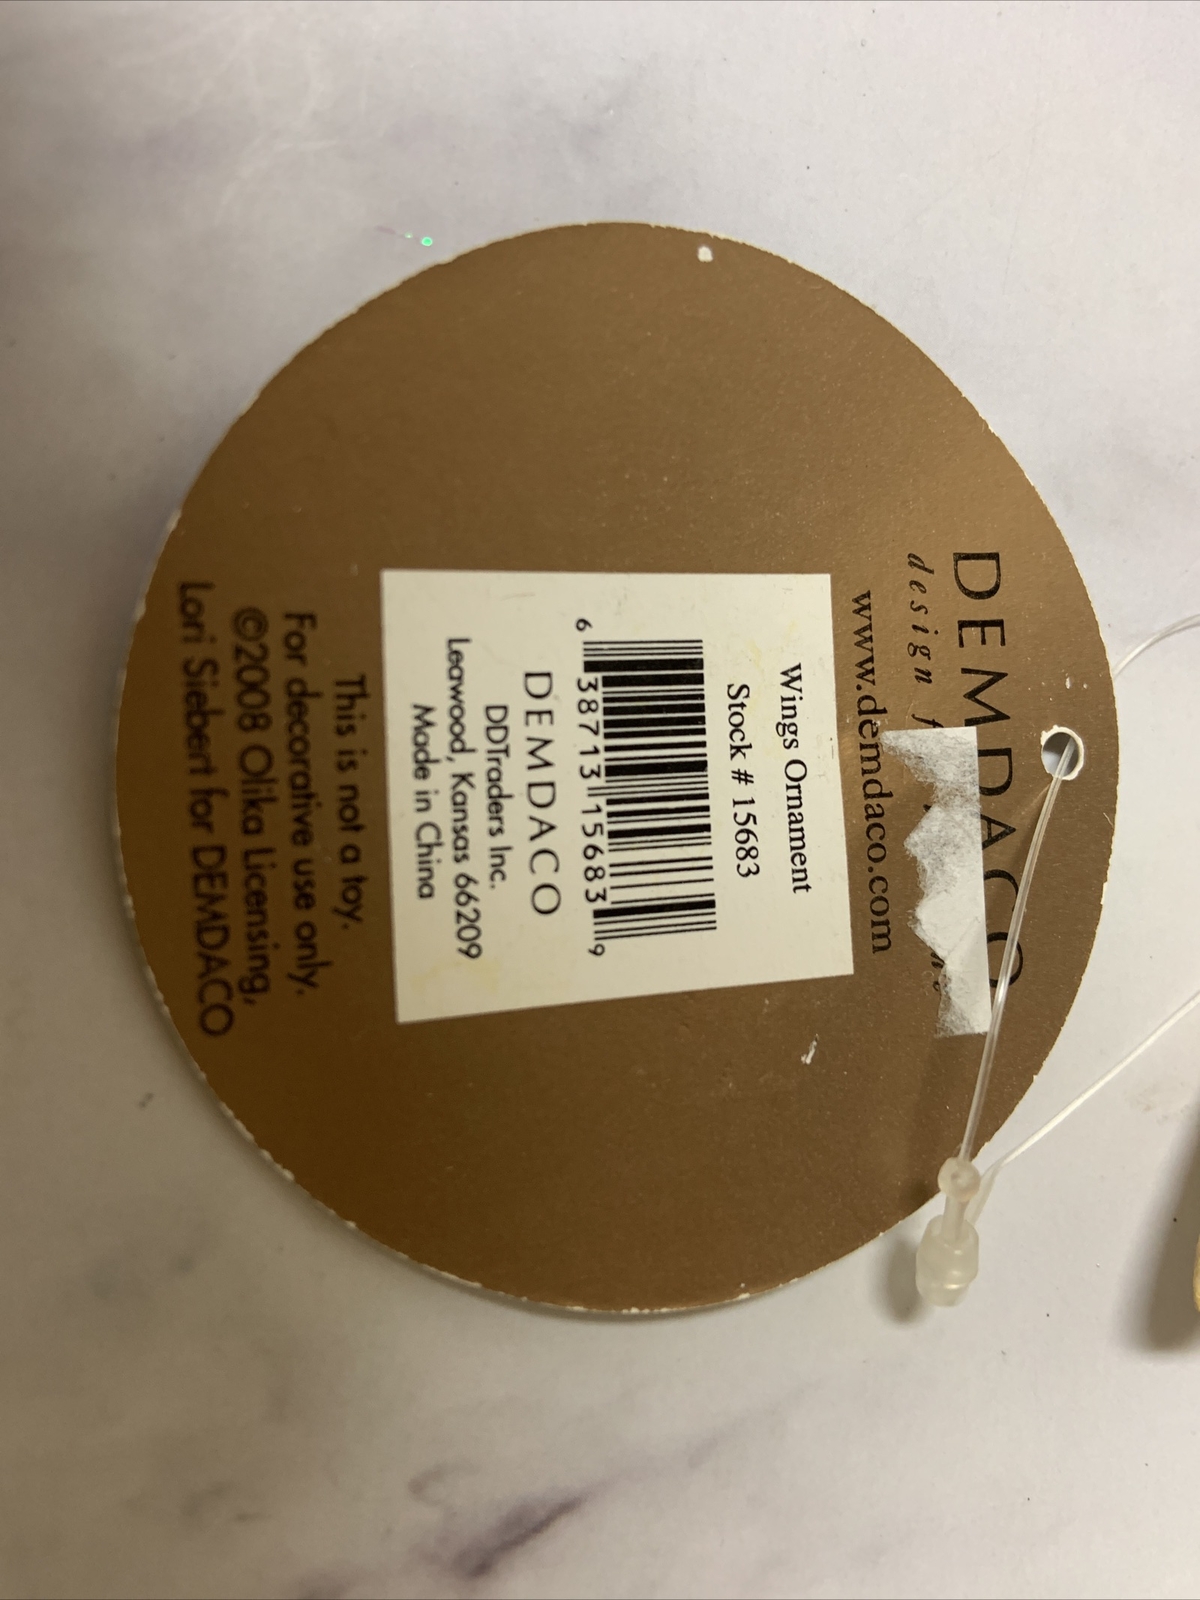 DEMDACO
design
www.demdaco.com
Wings Ornament
Stock # 15683
6 38713 15683 9
DEMDACO
DDTraders Inc.
Leawood, Kansas 66209
Made in China
This is not a toy.
For decorative use only.
©2008 Olika Licensing,
Lori Siebert for DEMDACO